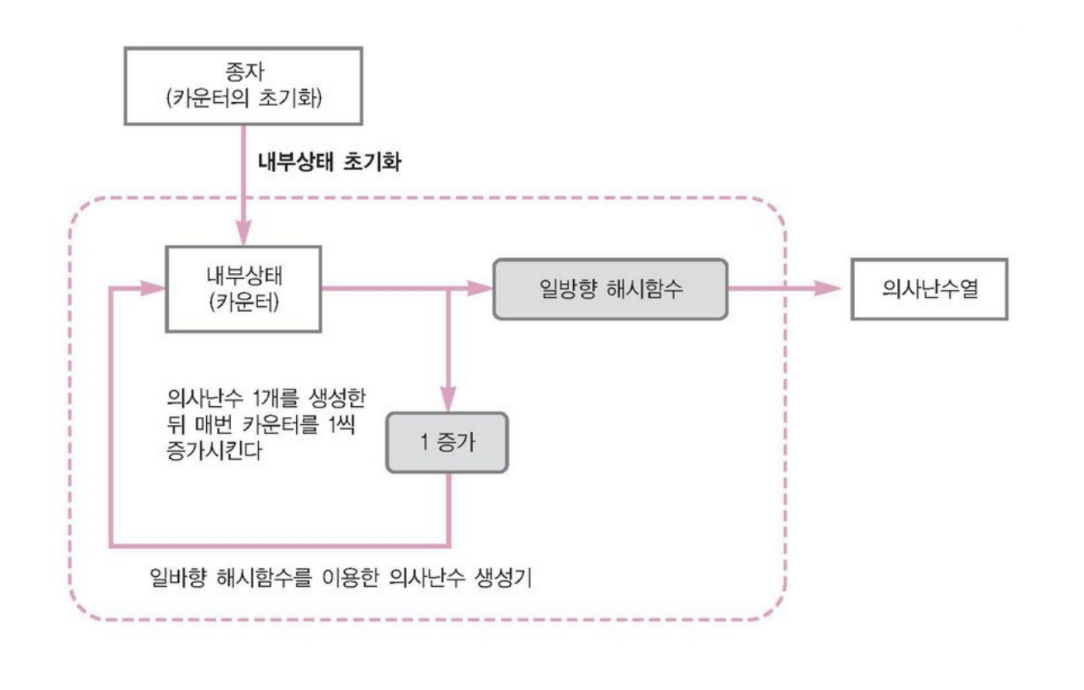 종자
(카운터의 초기화)
내부상태 초기화
내부상태
(카운터)
일방향 해시함수
의사난수열
의사난수 1개를 생성한
뒤 매번 카운터를 1씩
증가시킨다
1 증가
일바향 해시함수를 이용한 의사난수 생성기